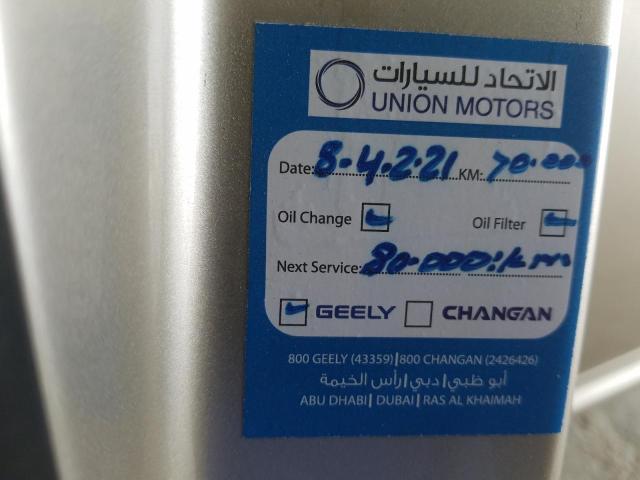 الاتحاد للسيارات
UNION MOTORS
Date: 8.4.2.21 KM: 70.000
Oil Change Oil Filter
Next Service: 80.000:km
GEELY CHANGAN
800 GEELY (43359)|800 CHANGAN (2426426)
أبو ظبي|دبي|رأس الخيمة
ABU DHABI| DUBAI| RAS AL KHAIMAH